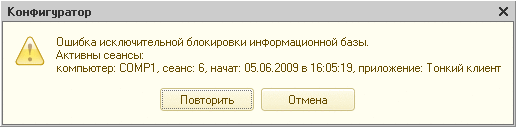 Конфигуратор
Ошибка исключительной блокировки информационной базы.
Активны сеансы:
компьютер: COMP1, сеанс: 6, начат: 05.06.2009 в 16:05:19, приложение: Тонкий клиент
Повторить Отмена